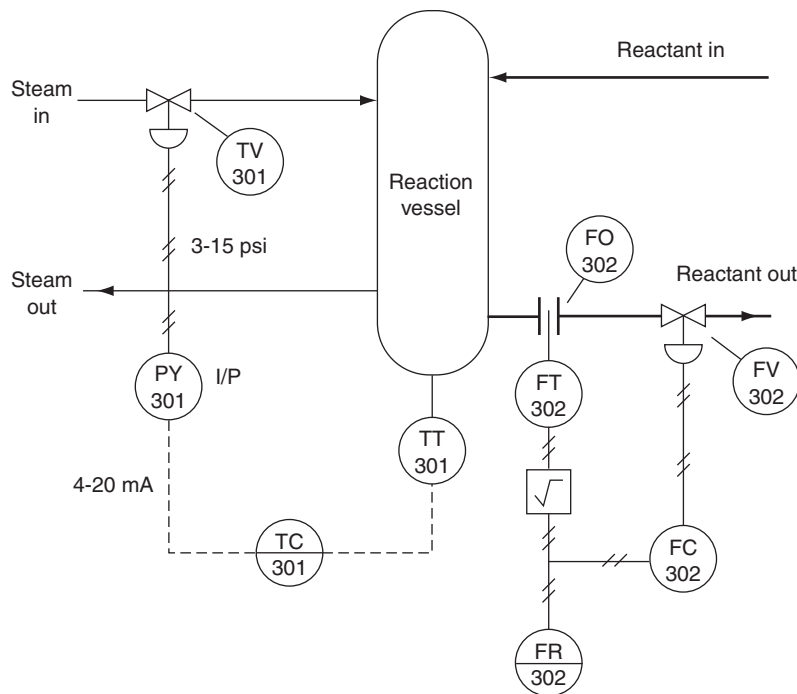 Reactant in
Steam
in
TV
301
Reaction
vessel
3-15 psi
FO
302
Steam
out
Reactant out
PY
301
I/P
FT
302
FV
302
TT
301
4-20 mA
√
TC
301
FC
302
FR
302